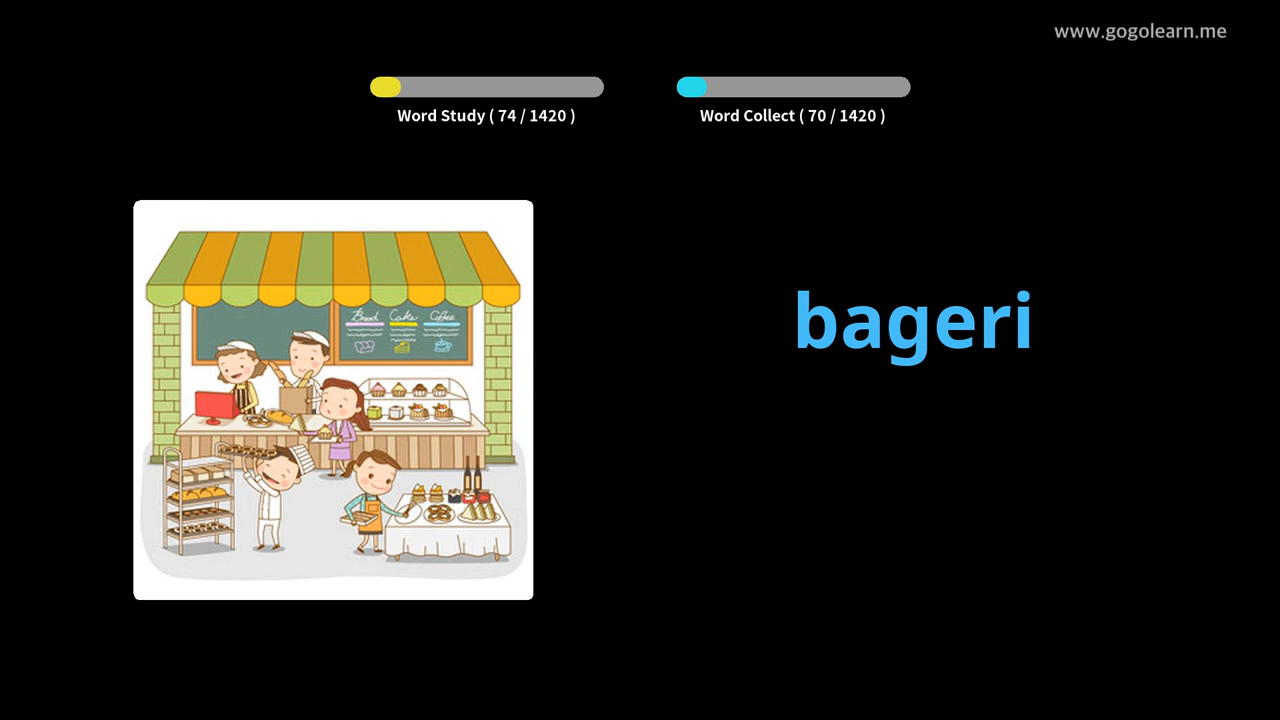 www.gogolearn.me
Word Study ( 74 / 1420 )
Word Collect ( 70 / 1420 )
Bread Cake Coffee
bageri